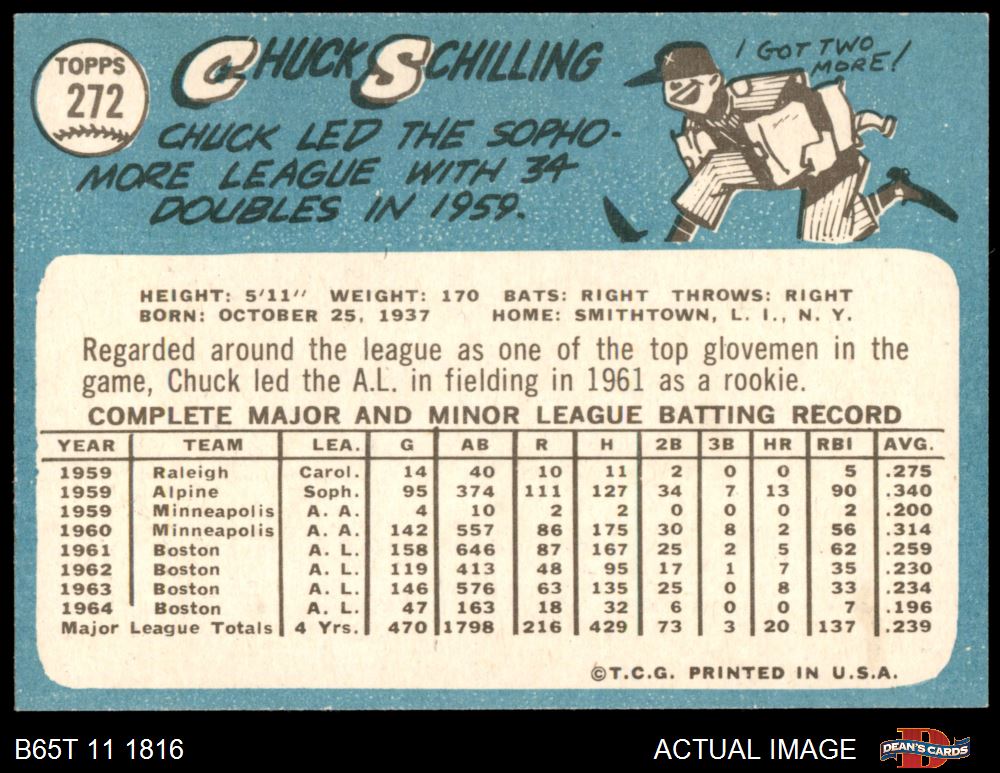 TOPPS
272
CHUCK SCHILLING
CHUCK LED THE SOPHO-
MORE LEAGUE WITH 34
DOUBLES IN 1959.
I GOT TWO
MORE!
HEIGHT: 5'11" WEIGHT: 170 BATS: RIGHT THROWS: RIGHT
BORN: OCTOBER 25, 1937 HOME: SMITHTOWN, L. I., N. Y.
Regarded around the league as one of the top glovemen in the
game, Chuck led the A.L. in fielding in 1961 as a rookie.
COMPLETE MAJOR AND MINOR LEAGUE BATTING RECORD
YEAR TEAM LEA. G AB R H 2B 3B HR RBI AVG.
1959 Raleigh Carol. 14 40 10 11 2 0 0 5 .275
1959 Alpine Soph. 95 374 111 127 34 7 13 90 .340
1959 Minneapolis A. A. 4 10 2 2 0 0 0 2 .200
1960 Minneapolis A. A. 142 557 86 175 30 8 2 56 .314
1961 Boston A. L. 158 646 87 167 25 2 5 62 .259
1962 Boston A. L. 119 413 48 95 17 1 7 35 .230
1963 Boston A. L. 146 576 63 135 25 0 8 33 .234
1964 Boston A. L. 47 163 18 32 6 0 0 7 .196
Major League Totals 4 Yrs. 470 1798 216 429 73 3 20 137 .239
©T.C.G. PRINTED IN U.S.A.
B65T 11 1816 ACTUAL IMAGE DEAN'S CARDS